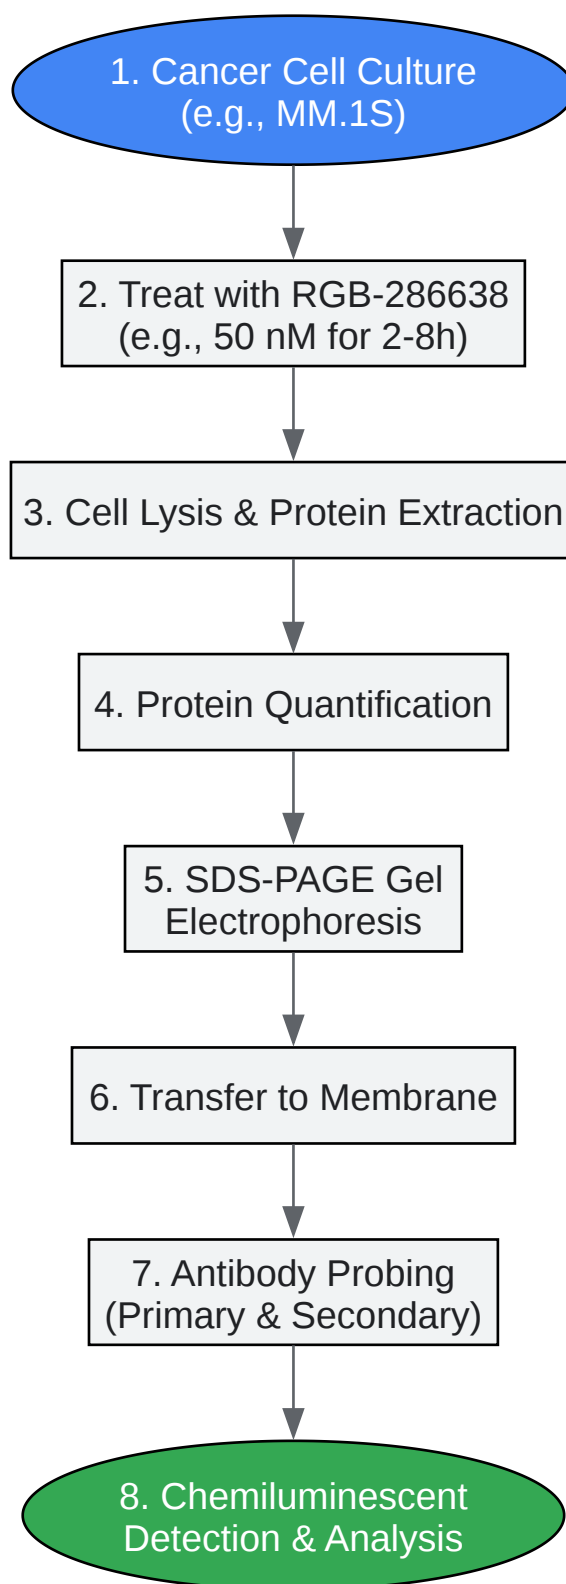 1. Cancer Cell Culture
(e.g., MM.1S)
2. Treat with RGB-286638
(e.g., 50 nM for 2-8h)
3. Cell Lysis & Protein Extraction
4. Protein Quantification
5. SDS-PAGE Gel
Electrophoresis
6. Transfer to Membrane
7. Antibody Probing
(Primary & Secondary)
8. Chemiluminescent
Detection & Analysis